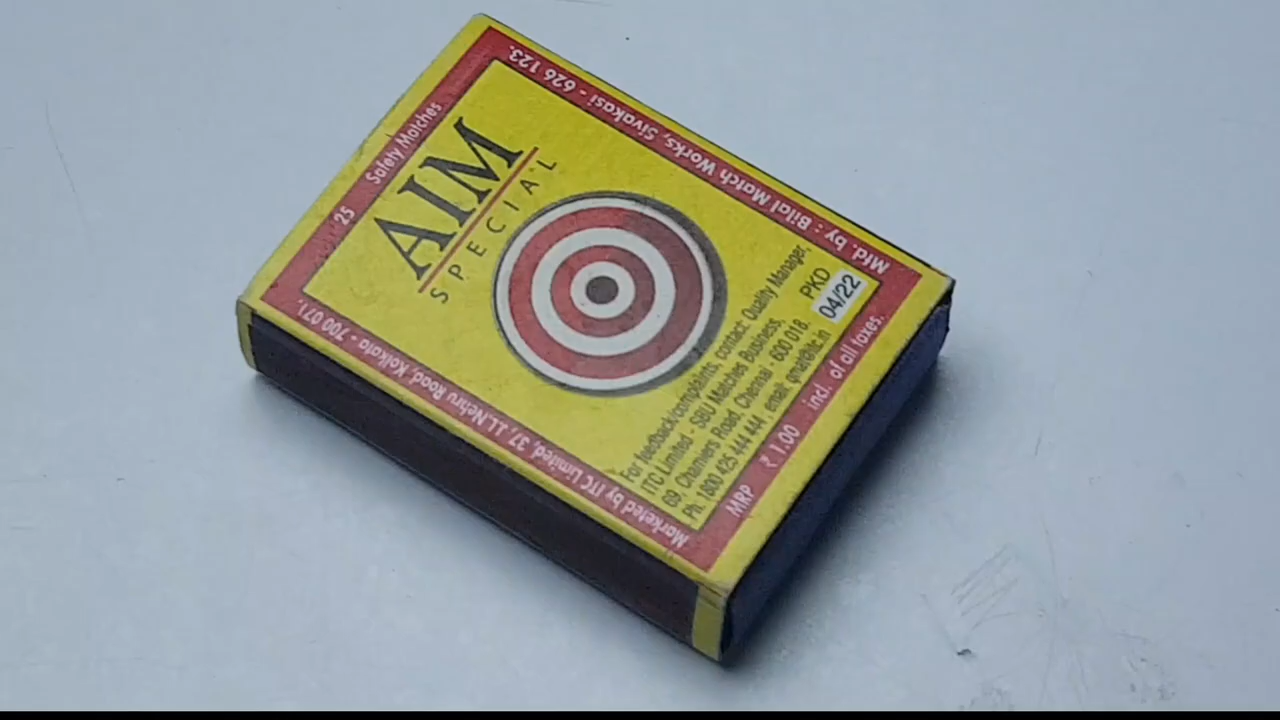 25 Safety Matches
AIM
SPECIAL
Mfd. by : Bilal Match Works, Sivakasi - 626 123.
For feedback/complaints, contact: Quality Manager,
ITC Limited - SBU Matches Business,
69, Chamiers Road, Chennai - 600 018.
Ph: 1800 425 444 444, email: gmat@itc.in
PKD
04/22
MRP ₹ 1.00 incl. of all taxes.
Marketed by ITC Limited, 37, J.L.Nehru Road, Kolkata - 700 071.